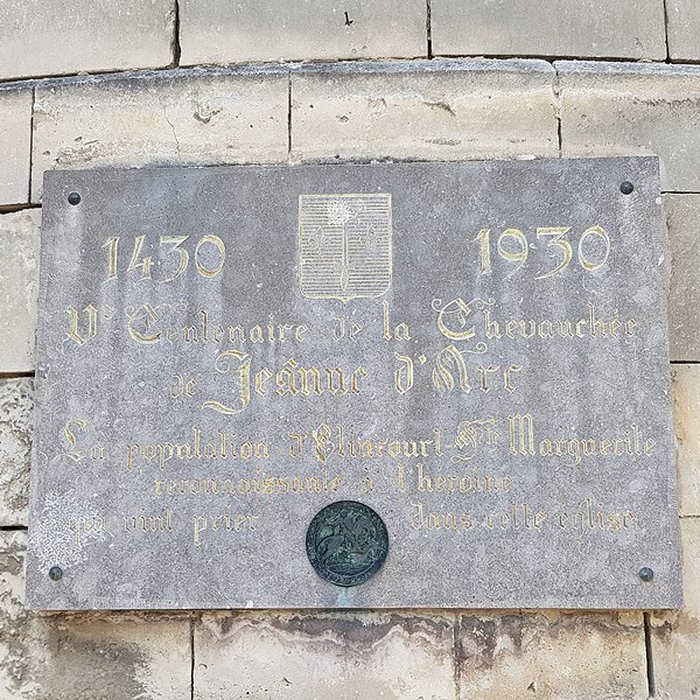 1430 1930
Ve Centenaire de la Chevauchée
de Jeanne d'Arc
La population d'Eliacourt Ste Marguerite
reconnaissante à l'héroïne
qui vint prier dans cette église